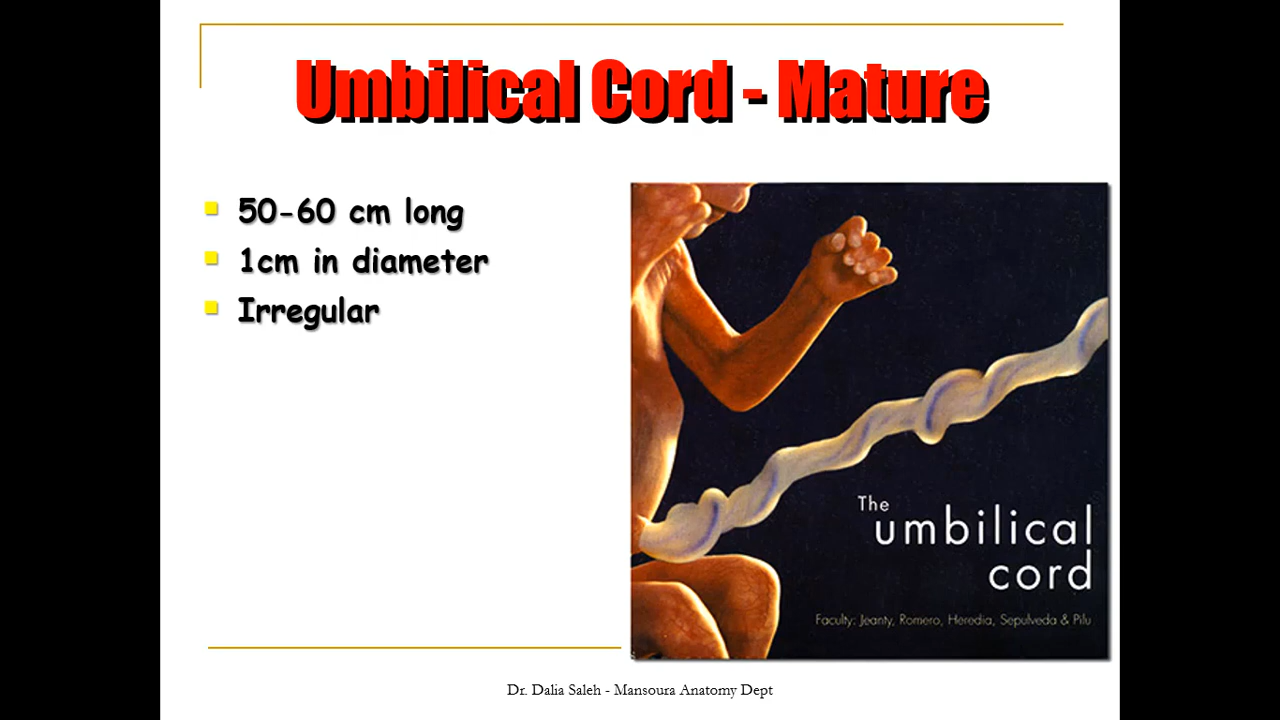 Umbilical Cord - Mature
50-60 cm long
1cm in diameter
Irregular
The
umbilical
cord
Faculty: Jeanty, Romero, Heredia, Sepulveda & Pilu
Dr. Dalia Saleh - Mansoura Anatomy Dept